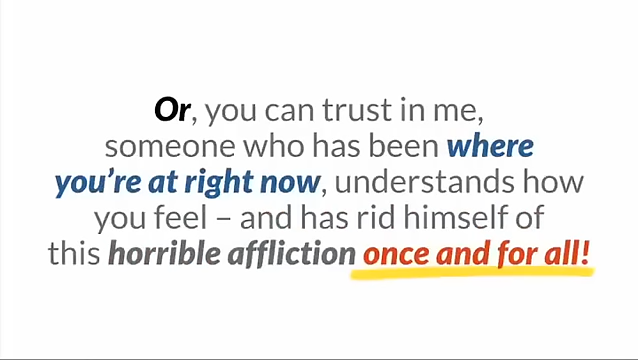 Or, you can trust in me,
someone who has been where
you're at right now, understands how
you feel – and has rid himself of
this horrible affliction once and for all!